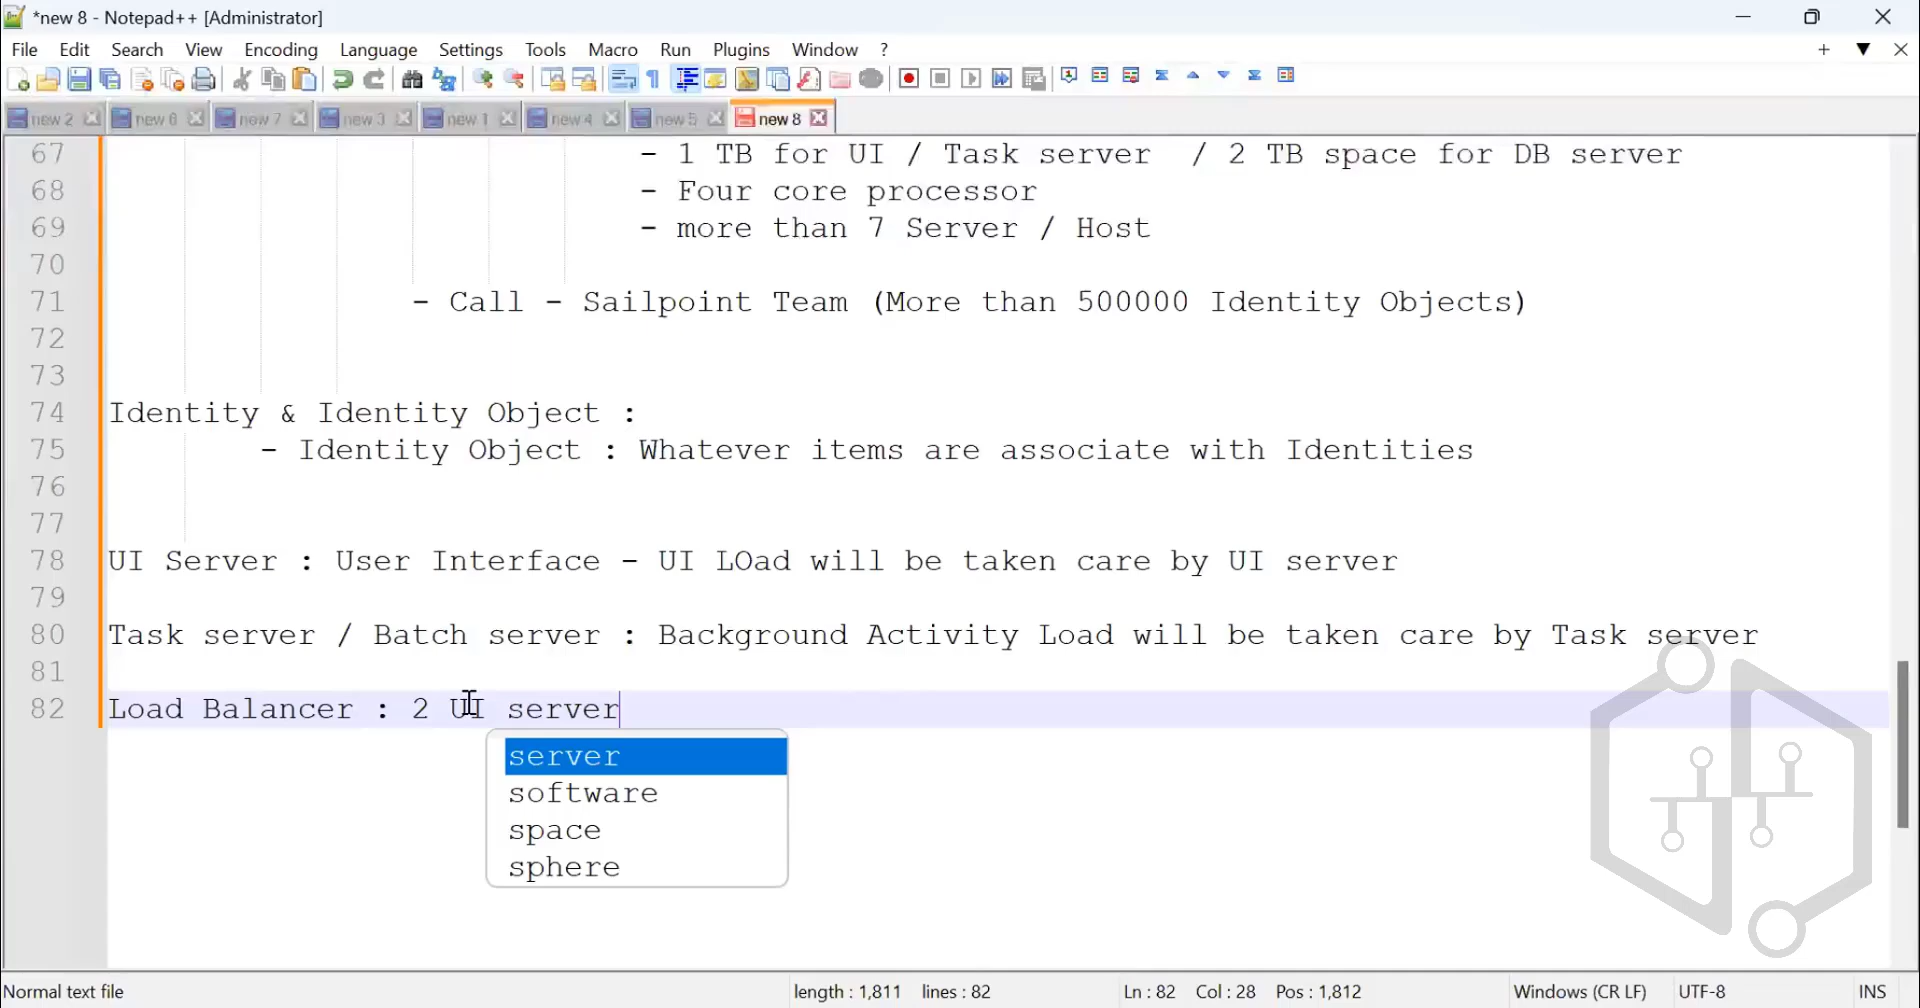 *new 8 - Notepad++ [Administrator]
File Edit Search View Encoding Language Settings Tools Macro Run Plugins Window ?
new 2 new 6 new 7 new 3 new 1 new 4 new 5 new 8
67 - 1 TB for UI / Task server / 2 TB space for DB server
68 - Four core processor
69 - more than 7 Server / Host
70
71 - Call - Sailpoint Team (More than 500000 Identity Objects)
72
73
74 Identity & Identity Object :
75 - Identity Object : Whatever items are associate with Identities
76
77
78 UI Server : User Interface - UI LOad will be taken care by UI server
79
80 Task server / Batch server : Background Activity Load will be taken care by Task server
81
82 Load Balancer : 2 UI server
server
software
space
sphere
Normal text file length : 1,811 lines : 82 Ln : 82 Col : 28 Pos : 1,812 Windows (CR LF) UTF-8 INS